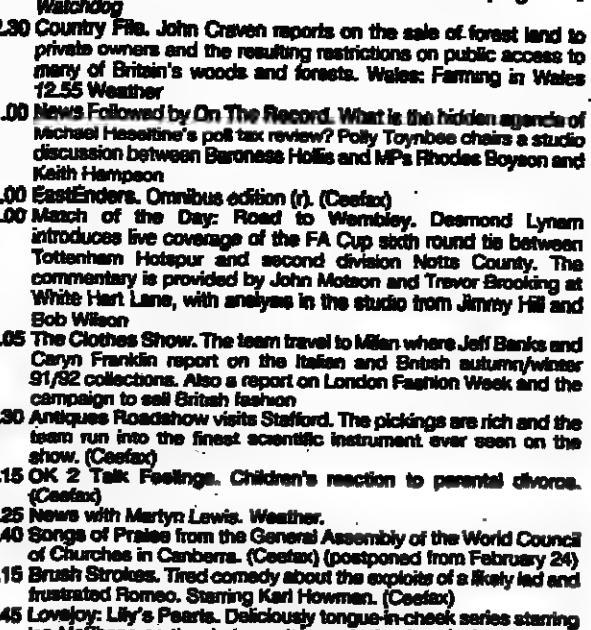 Watchdog
.30 Country File. John Craven reports on the sale of forest land to
private owners and the resulting restrictions on public access to
many of Britain's woods and forests. Wales: Farming in Wales
12.55 Weather
.00 News Followed by On The Record. What is the hidden agenda of
Michael Heseltine's poll tax review? Polly Toynbee chairs a studio
discussion between Baroness Hollis and MPs Rhodes Boyson and
Keith Hampson
.00 EastEnders. Omnibus edition (r). (Ceefax)
.00 Match of the Day: Road to Wembley. Desmond Lynam
introduces live coverage of the FA Cup sixth round tie between
Tottenham Hotspur and second division Notts County. The
commentary is provided by John Motson and Trevor Brooking at
White Hart Lane, with analysis in the studio from Jimmy Hill and
Bob Wilson
.05 The Clothes Show. The team travel to Milan where Jeff Banks and
Caryn Franklin report on the Italian and British autumn/winter
91/92 collections. Also a report on London Fashion Week and the
campaign to sell British fashion
.30 Antiques Roadshow visits Stafford. The pickings are rich and the
team run into the finest scientific instrument ever seen on the
show. (Ceefax)
.15 OK 2 Talk Feelings. Children's reaction to parental divorce.
(Ceefax)
.25 News with Martyn Lewis. Weather.
.40 Songs of Praise from the General Assembly of the World Council
of Churches in Canberra. (Ceefax) (postponed from February 24)
.15 Brush Strokes. Tired comedy about the exploits of a likely lad and
frustrated Romeo. Starring Karl Howman. (Ceefax)
.45 Lovejoy: Lily's Pearls. Deliciously tongue-in-cheek series starring